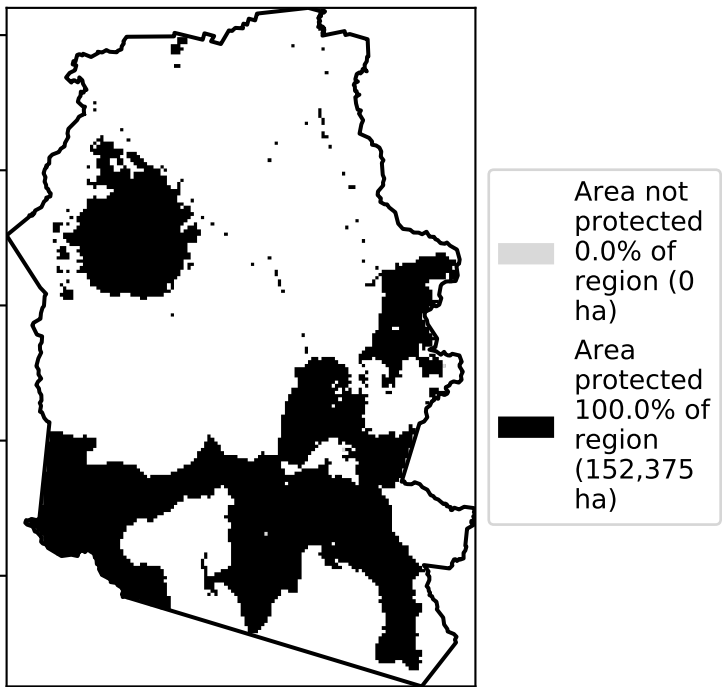 Area not
protected
0.0% of
region (0
ha)
Area
protected
100.0% of
region
(152,375
ha)